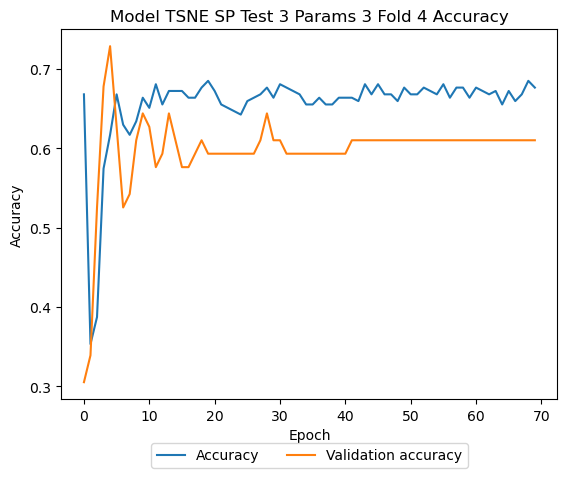 Model TSNE SP Test 3 Params 3 Fold 4 Accuracy
Accuracy
0.7
0.6
0.5
0.4
0.3
0 10 20 30 40 50 60 70
Epoch
Accuracy Validation accuracy